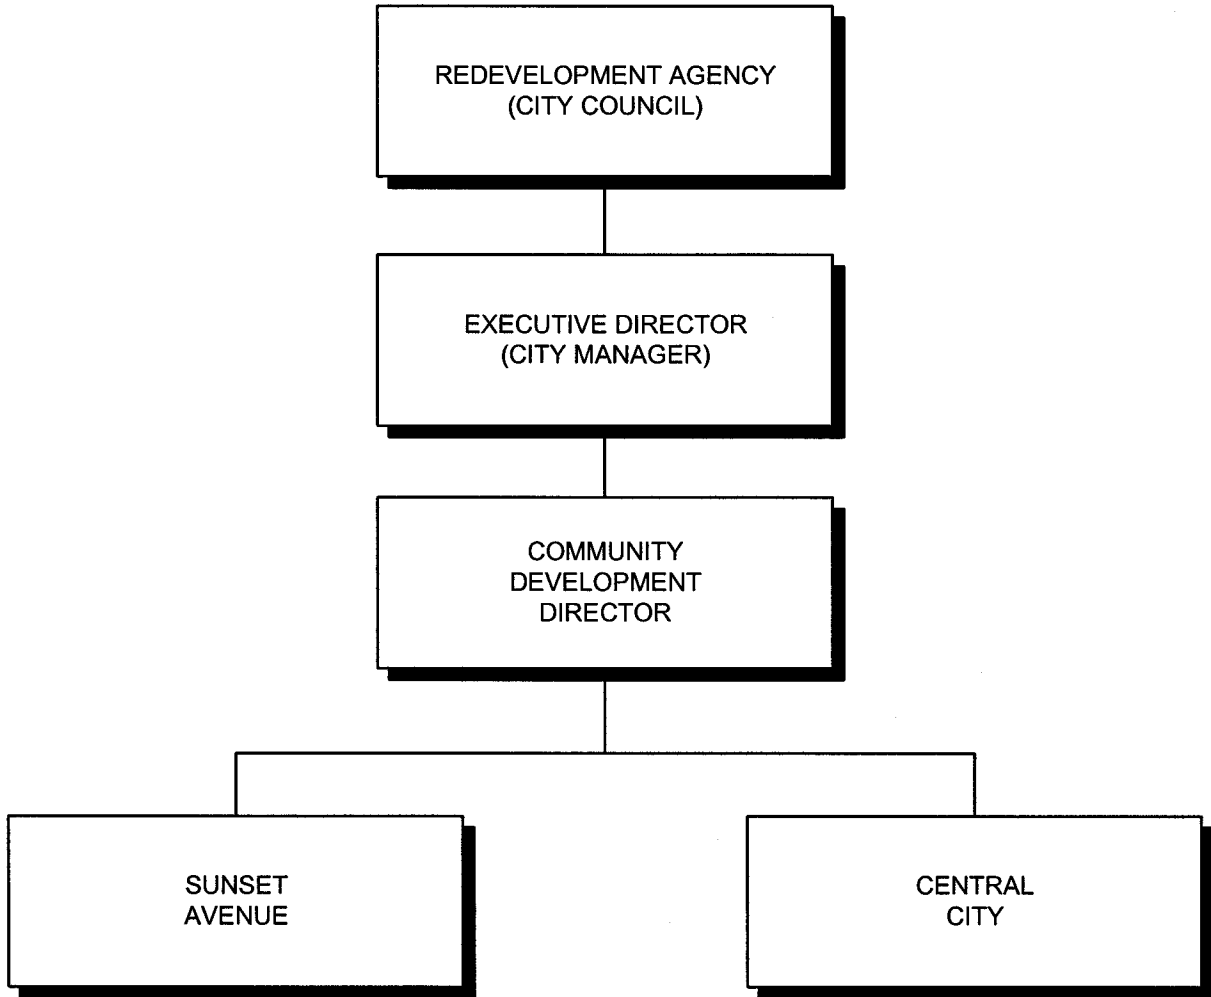 REDEVELOPMENT AGENCY
(CITY COUNCIL)
EXECUTIVE DIRECTOR
(CITY MANAGER)
COMMUNITY
DEVELOPMENT
DIRECTOR
SUNSET
AVENUE
CENTRAL
CITY